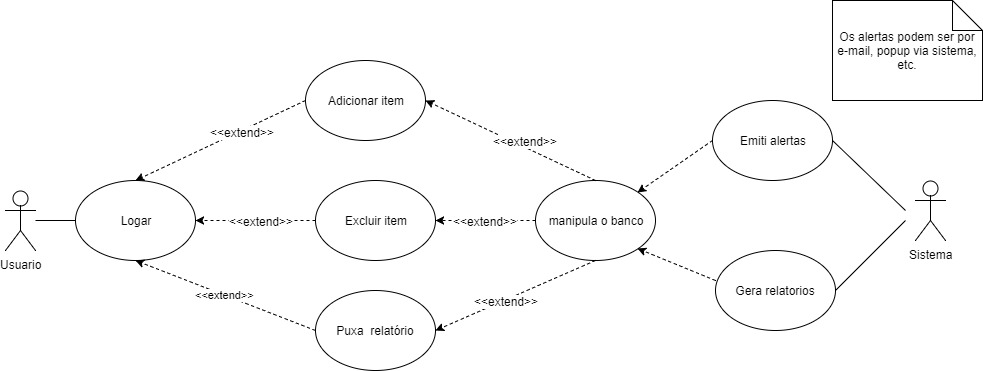 Os alertas podem ser por
e-mail, popup via sistema,
etc.
Adicionar item
<<extend>>
<<extend>>
Emiti alertas
Logar
<<extend>>
Excluir item
<<extend>>
manipula o banco
Usuario
Sistema
<<extend>>
Puxa relatório
<<extend>>
Gera relatorios